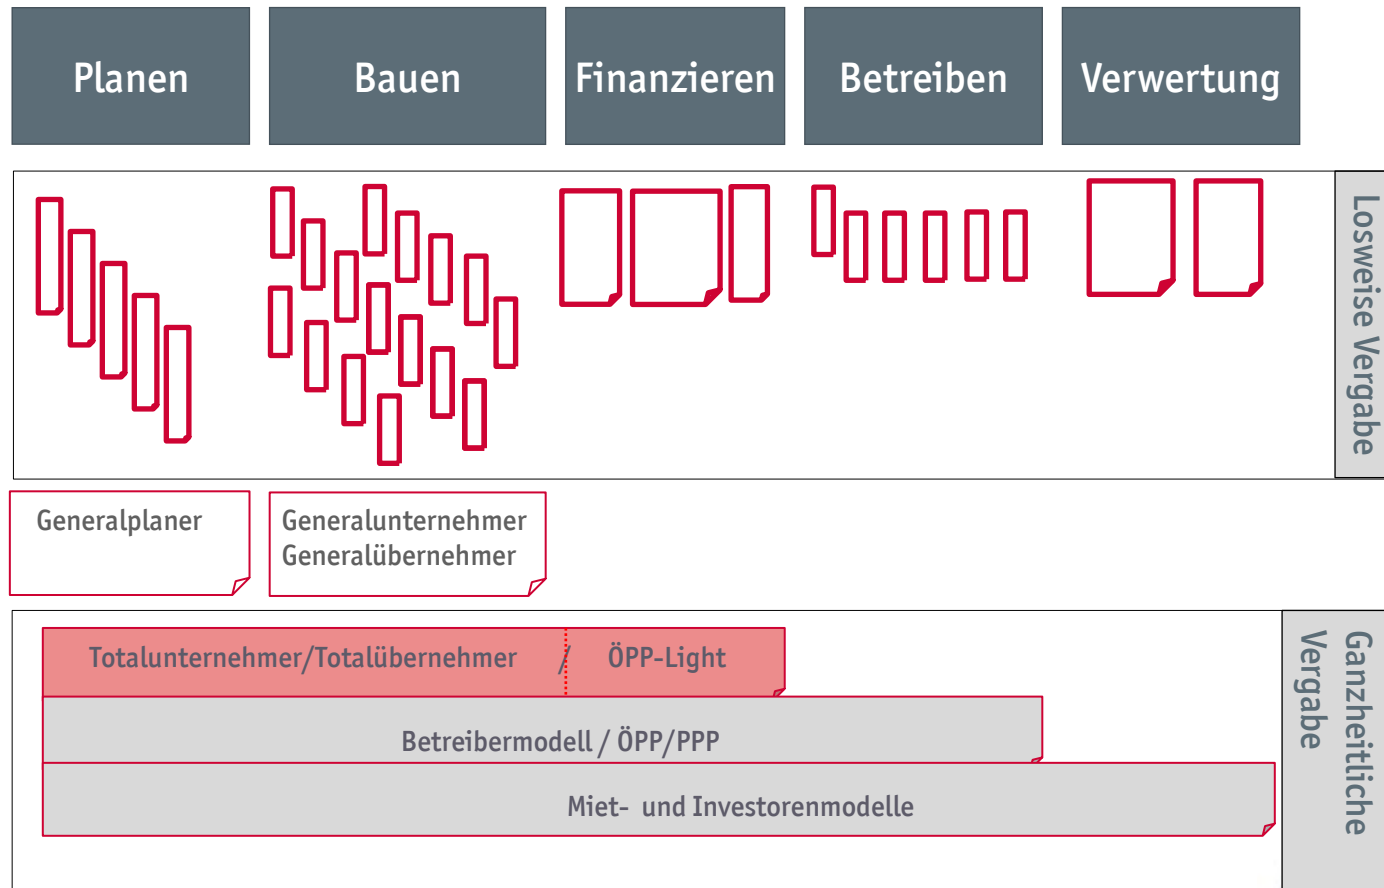 Planen
Bauen
Finanzieren
Betreiben
Verwertung
Losweise Vergabe
Generalplaner
Generalunternehmer
Generalübernehmer
Totalunternehmer/Totalübernehmer / ÖPP-Light
Betreibermodell / ÖPP/PPP
Miet- und Investorenmodelle
Ganzheitliche
Vergabe